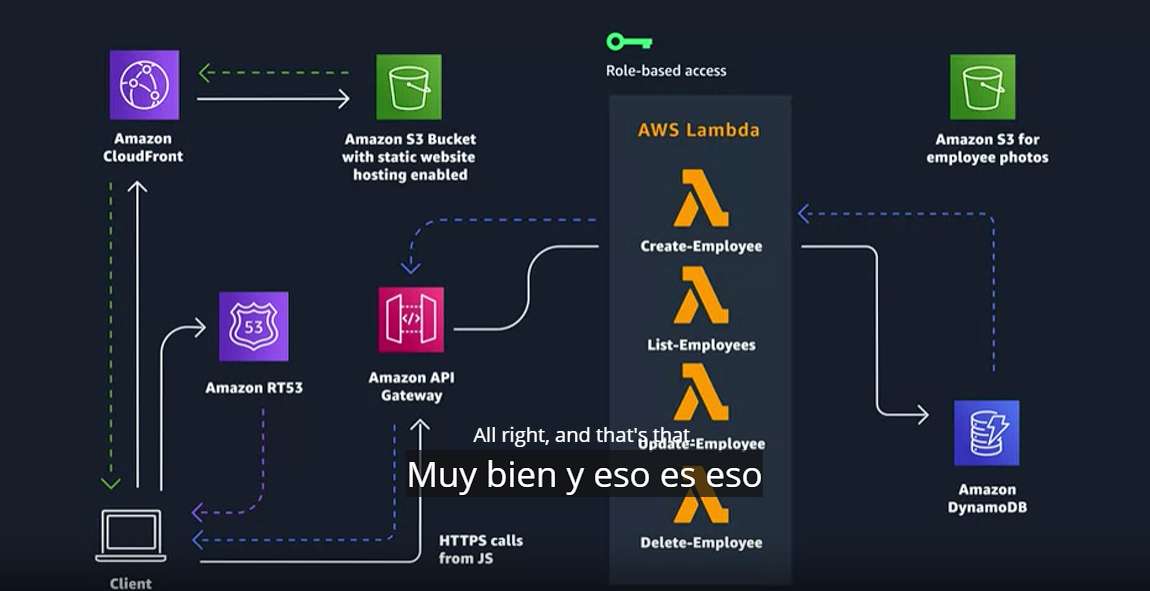 Role-based access
Amazon
CloudFront
Amazon S3 Bucket
with static website
hosting enabled
AWS Lambda
Amazon S3 for
employee photos
Create-Employee
53
Amazon RT53
</>
Amazon API
Gateway
List-Employees
Update-Employee
All right, and that's that.
Muy bien y eso es eso
Amazon
DynamoDB
HTTPS calls
from JS
Delete-Employee
Client